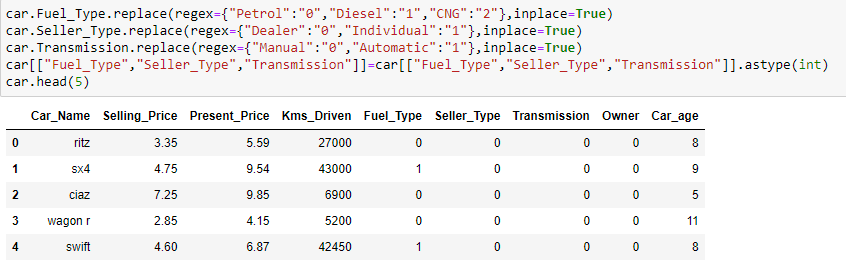 car.Fuel_Type.replace(regex={"Petrol":"0","Diesel":"1","CNG":"2"},inplace=True)
car.Seller_Type.replace(regex={"Dealer":"0","Individual":"1"},inplace=True)
car.Transmission.replace(regex={"Manual":"0","Automatic":"1"},inplace=True)
car[["Fuel_Type","Seller_Type","Transmission"]]=car[["Fuel_Type","Seller_Type","Transmission"]].astype(int)
car.head(5)
Car_Name Selling_Price Present_Price Kms_Driven Fuel_Type Seller_Type Transmission Owner Car_age
0 ritz 3.35 5.59 27000 0 0 0 0 8
1 sx4 4.75 9.54 43000 1 0 0 0 9
2 ciaz 7.25 9.85 6900 0 0 0 0 5
3 wagon r 2.85 4.15 5200 0 0 0 0 11
4 swift 4.60 6.87 42450 1 0 0 0 8